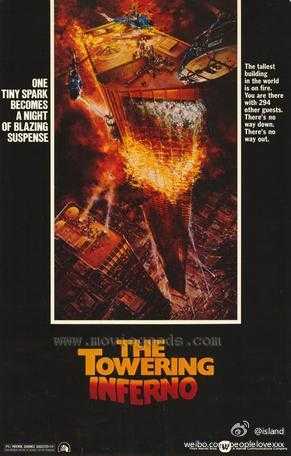 ONE
TINY SPARK
BECOMES
A NIGHT
OF BLAZING
SUSPENSE
The tallest
building
in the world
is on fire.
You are there
with 294
other guests.
There's no
way down.
There's no
way out.
www.moviegoods.com
THE
TOWERING
INFERNO
@island
weibo.com/peoplelovexxx